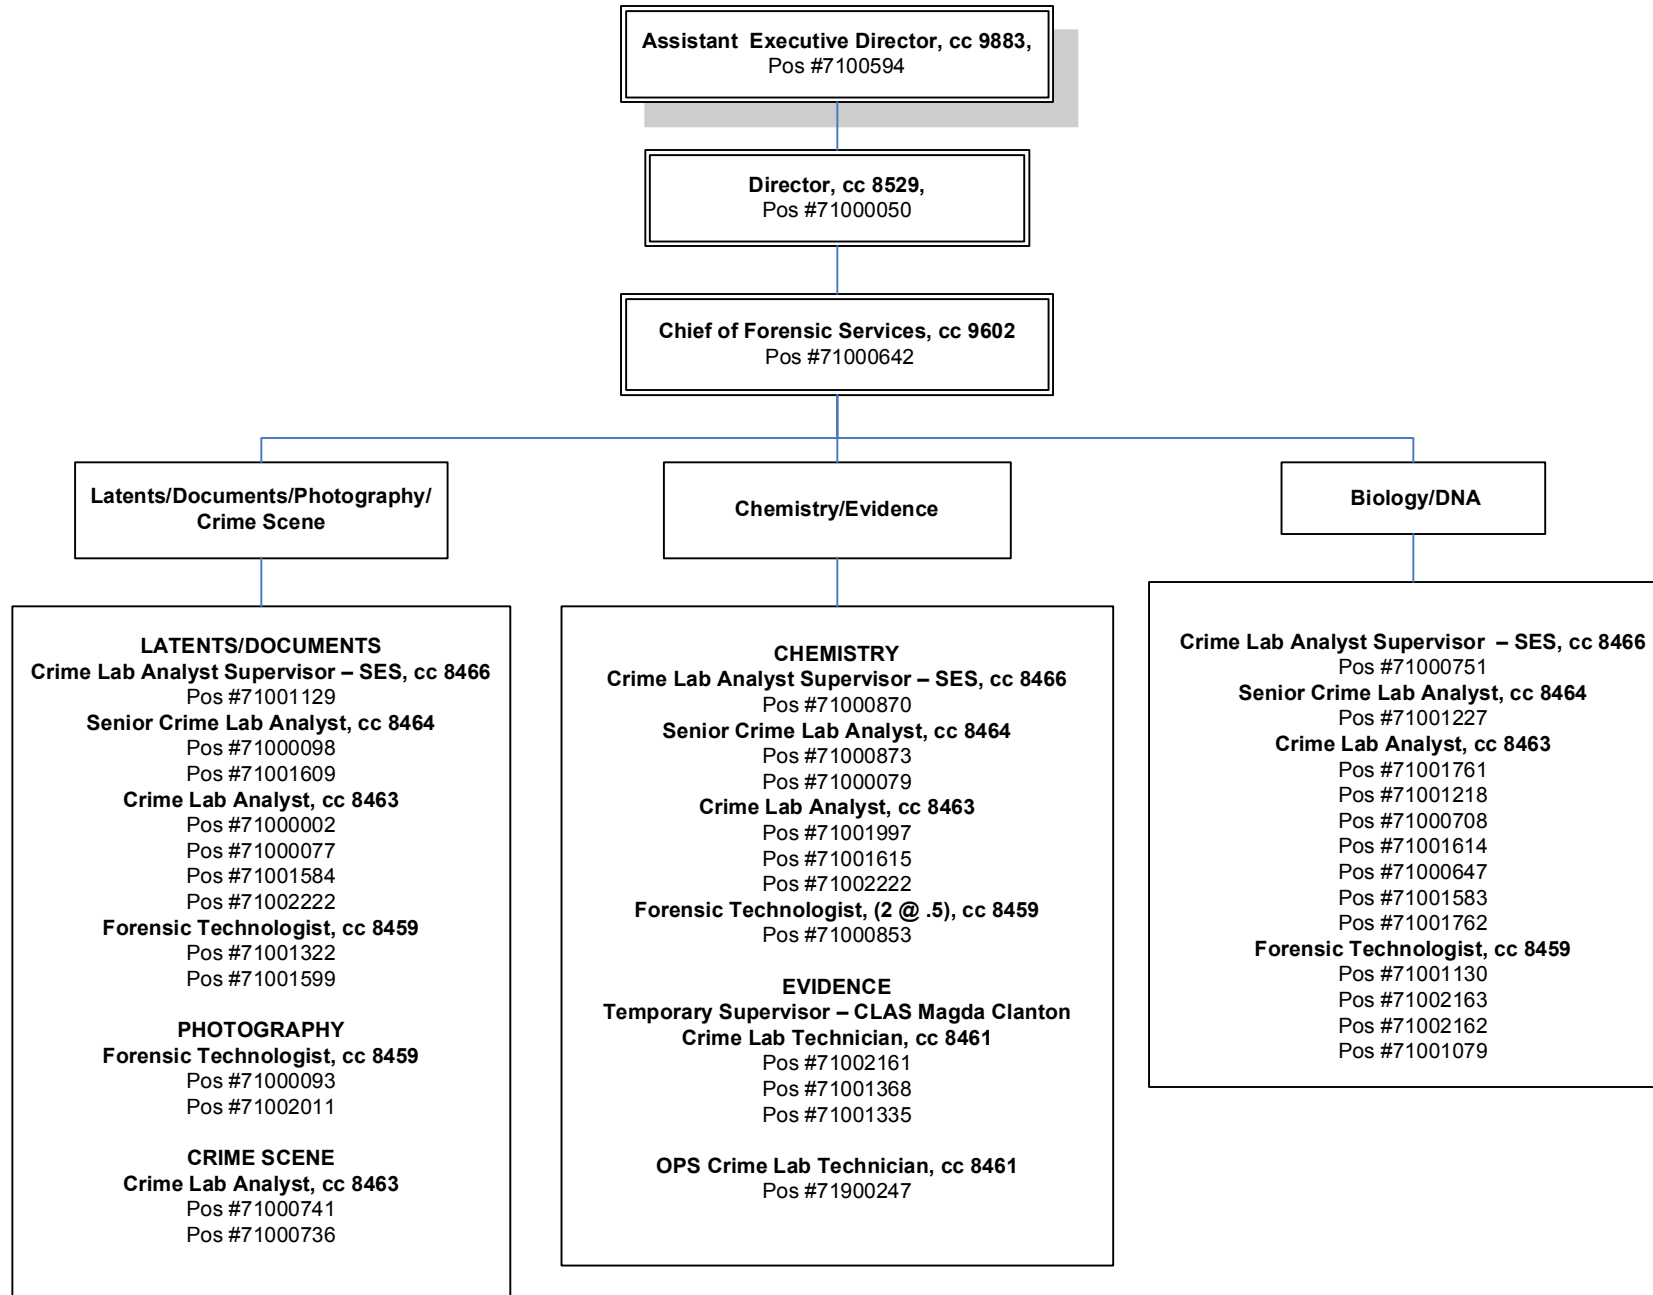 Assistant Executive Director, cc 9883,
Pos #7100594
Director, cc 8529,
Pos #71000050
Chief of Forensic Services, cc 9602
Pos #71000642
Latents/Documents/Photography/
Crime Scene
Chemistry/Evidence
Biology/DNA
LATENTS/DOCUMENTS
Crime Lab Analyst Supervisor – SES, cc 8466
Pos #71001129
Senior Crime Lab Analyst, cc 8464
Pos #71000098
Pos #71001609
Crime Lab Analyst, cc 8463
Pos #71000002
Pos #71000077
Pos #71001584
Pos #71002222
Forensic Technologist, cc 8459
Pos #71001322
Pos #71001599
PHOTOGRAPHY
Forensic Technologist, cc 8459
Pos #71000093
Pos #71002011
CRIME SCENE
Crime Lab Analyst, cc 8463
Pos #71000741
Pos #71000736
CHEMISTRY
Crime Lab Analyst Supervisor – SES, cc 8466
Pos #71000870
Senior Crime Lab Analyst, cc 8464
Pos #71000873
Pos #71000079
Crime Lab Analyst, cc 8463
Pos #71001997
Pos #71001615
Pos #71002222
Forensic Technologist, (2 @ .5), cc 8459
Pos #71000853
EVIDENCE
Temporary Supervisor – CLAS Magda Clanton
Crime Lab Technician, cc 8461
Pos #71002161
Pos #71001368
Pos #71001335
OPS Crime Lab Technician, cc 8461
Pos #71900247
Crime Lab Analyst Supervisor – SES, cc 8466
Pos #71000751
Senior Crime Lab Analyst, cc 8464
Pos #71001227
Crime Lab Analyst, cc 8463
Pos #71001761
Pos #71001218
Pos #71000708
Pos #71001614
Pos #71000647
Pos #71001583
Pos #71001762
Forensic Technologist, cc 8459
Pos #71001130
Pos #71002163
Pos #71002162
Pos #71001079